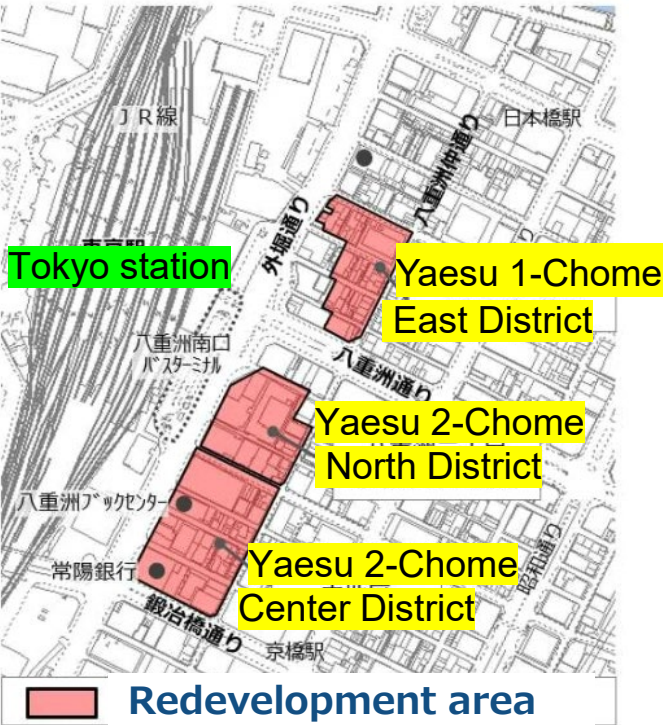 JR線
日本橋駅
八重洲仲通り
外堀通り
Tokyo station
Yaesu 1-Chome
East District
八重洲南口
バスターミナル
八重洲通り
Yaesu 2-Chome
North District
八重洲ブックセンター
昭和通り
常陽銀行
Yaesu 2-Chome
Center District
鍛冶橋通り
京橋駅
Redevelopment area